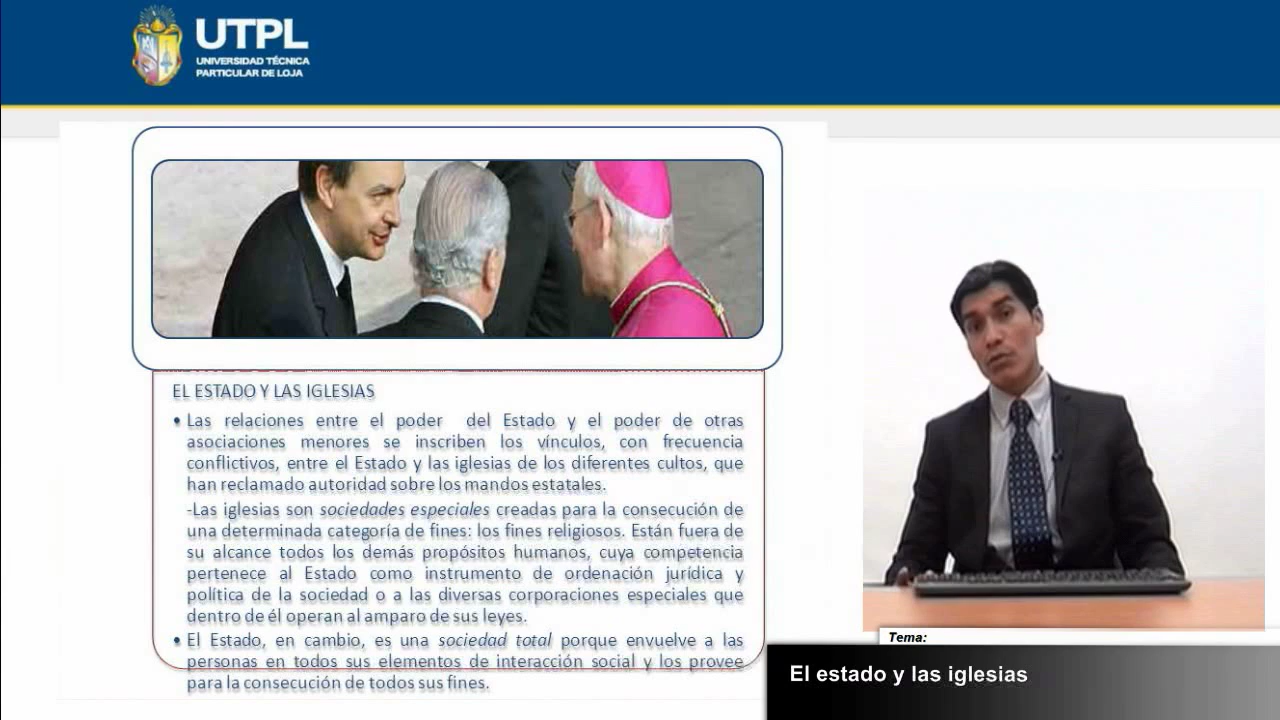 UTPL
UNIVERSIDAD TÉCNICA
PARTICULAR DE LOJA
EL ESTADO Y LAS IGLESIAS
• Las relaciones entre el poder del Estado y el poder de otras
asociaciones menores se inscriben los vínculos, con frecuencia
conflictivos, entre el Estado y las iglesias de los diferentes cultos, que
han reclamado autoridad sobre los mandos estatales.
-Las iglesias son sociedades especiales creadas para la consecución de
una determinada categoría de fines: los fines religiosos. Están fuera de
su alcance todos los demás propósitos humanos, cuya competencia
pertenece al Estado como instrumento de ordenación jurídica y
política de la sociedad o a las diversas corporaciones especiales que
dentro de él operan al amparo de sus leyes.
• El Estado, en cambio, es una sociedad total porque envuelve a las
personas en todos sus elementos de interacción social y los provee
para la consecución de todos sus fines.
Tema:
El estado y las iglesias